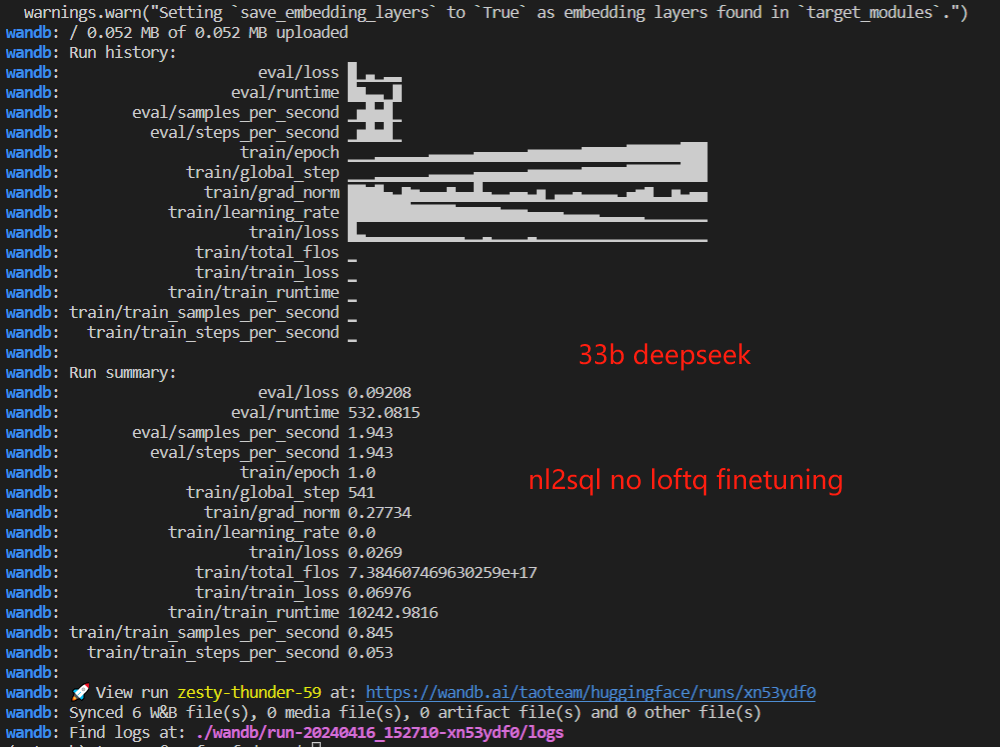 warnings.warn("Setting `save_embedding_layers` to `True` as embedding layers found in `target_modules`.")
wandb: / 0.052 MB of 0.052 MB uploaded
wandb: Run history:
wandb: eval/loss
wandb: eval/runtime
wandb: eval/samples_per_second
wandb: eval/steps_per_second
wandb: train/epoch
wandb: train/global_step
wandb: train/grad_norm
wandb: train/learning_rate
wandb: train/loss
wandb: train/total_flos
wandb: train/train_loss
wandb: train/train_runtime
wandb: train/train_samples_per_second
wandb: train/train_steps_per_second
wandb:
33b deepseek
wandb: Run summary:
wandb: eval/loss 0.09208
wandb: eval/runtime 532.0815
wandb: eval/samples_per_second 1.943
wandb: eval/steps_per_second 1.943
wandb: train/epoch 1.0
nl2sql no loftq finetuning
wandb: train/global_step 541
wandb: train/grad_norm 0.27734
wandb: train/learning_rate 0.0
wandb: train/loss 0.0269
wandb: train/total_flos 7.384607469630259e+17
wandb: train/train_loss 0.06976
wandb: train/train_runtime 10242.9816
wandb: train/train_samples_per_second 0.845
wandb: train/train_steps_per_second 0.053
wandb:
wandb: 🚀 View run zesty-thunder-59 at: https://wandb.ai/taoteam/huggingface/runs/xn53ydf0
wandb: Synced 6 W&B file(s), 0 media file(s), 0 artifact file(s) and 0 other file(s)
wandb: Find logs at: ./wandb/run-20240416_152710-xn53ydf0/logs